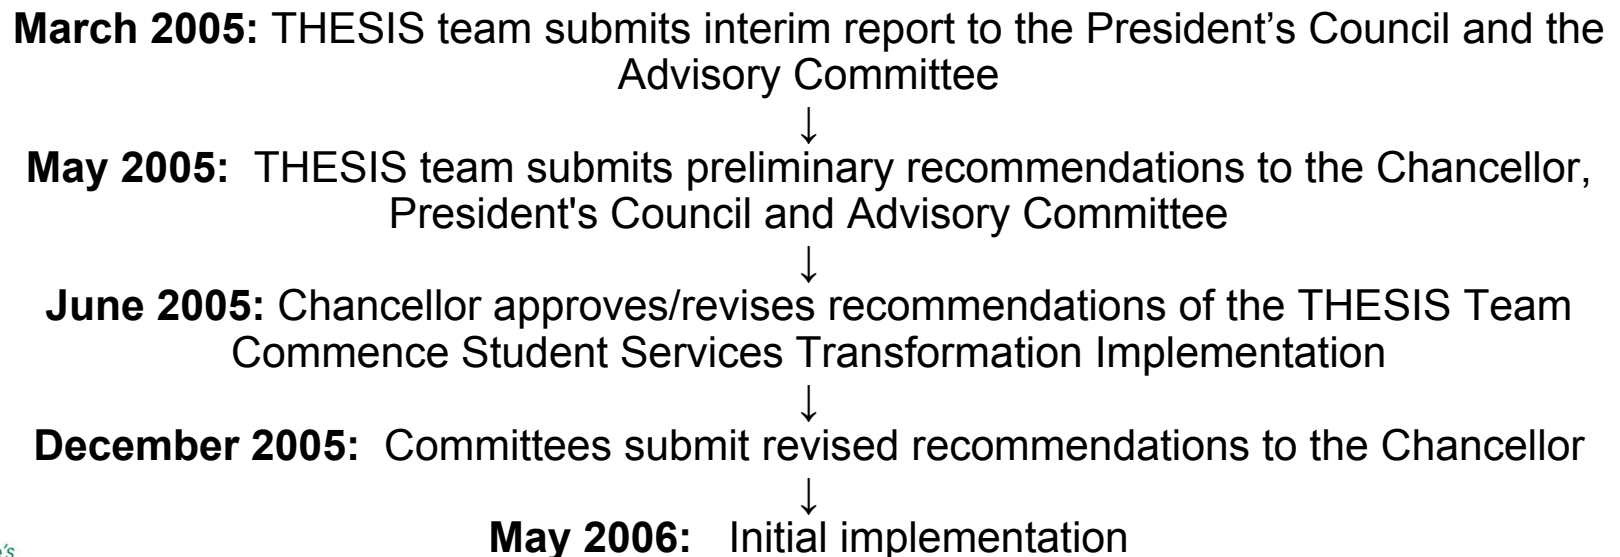 March 2005: THESIS team submits interim report to the President’s Council and the
Advisory Committee
↓
May 2005:  THESIS team submits preliminary recommendations to the Chancellor,
President's Council and Advisory Committee
↓
June 2005: Chancellor approves/revises recommendations of the THESIS Team
Commence Student Services Transformation Implementation
↓
December 2005:  Committees submit revised recommendations to the Chancellor
↓
May 2006:   Initial implementation